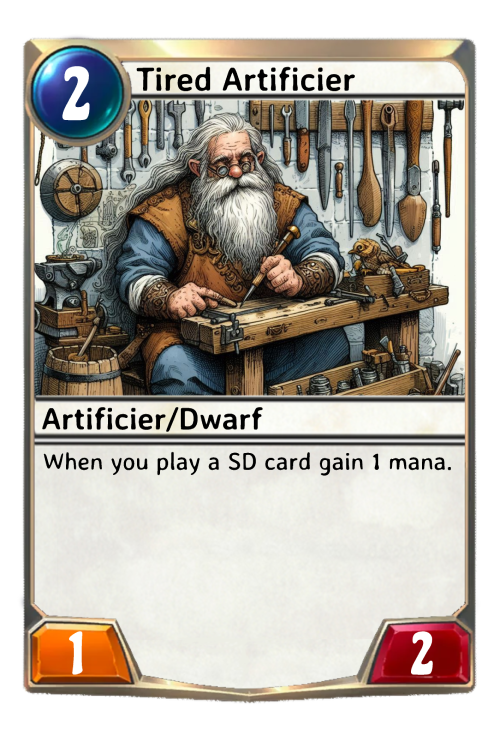 2
Tired Artificier
Artificier/Dwarf
When you play a SD card gain 1 mana.
1
2